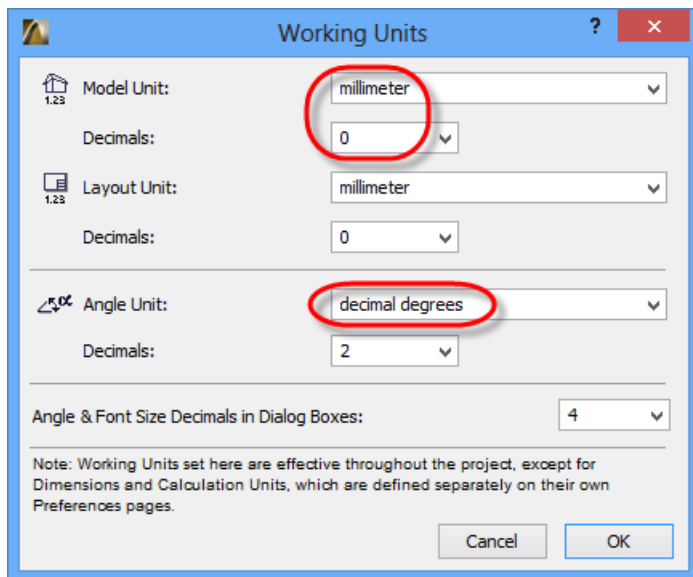 Working Units
?
Model Unit:
millimeter
1.23
Decimals:
0
Layout Unit:
millimeter
1.23
Decimals:
0
α Angle Unit:
decimal degrees
Decimals:
2
Angle & Font Size Decimals in Dialog Boxes:
4
Note: Working Units set here are effective throughout the project, except for
Dimensions and Calculation Units, which are defined separately on their own
Preferences pages.
Cancel
OK